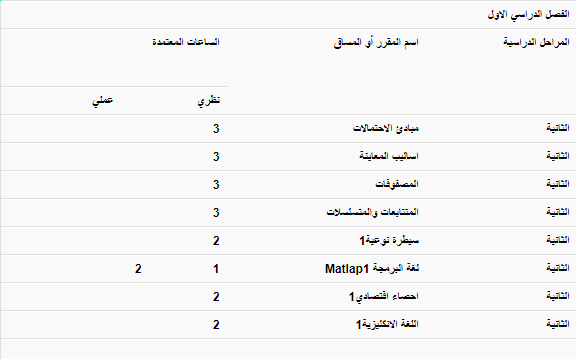 الفصل الدراسي الاول
المراحل الدراسية اسم المقرر أو المساق الساعات المعتمدة
نظري عملي
الثانية مبادئ الاحتمالات 3
الثانية اساليب المعاينة 3
الثانية المصفوفات 3
الثانية المتتابعات والمتسلسلات 3
الثانية سيطرة نوعية1 2
الثانية لغة البرمجة Matlap1 1 2
الثانية احصاء اقتصادي1 2
الثانية اللغة الانكليزية1 2